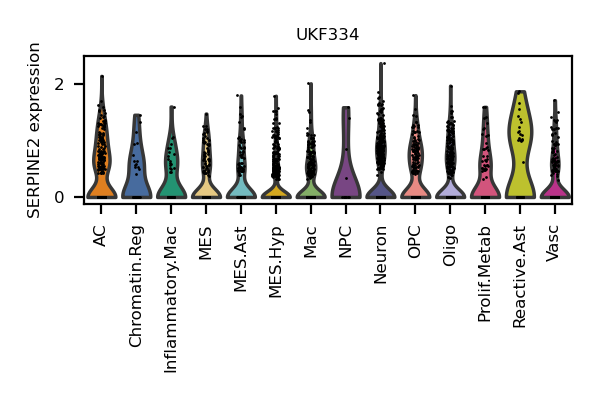 UKF334
SERPINE2 expression
2
0
AC
Chromatin.Reg
Inflammatory.Mac
MES
MES.Ast
MES.Hyp
Mac
NPC
Neuron
OPC
Oligo
Prolif.Metab
Reactive.Ast
Vasc